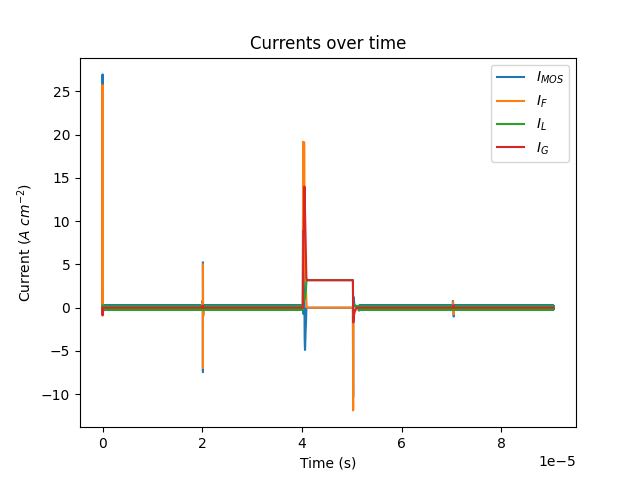 Currents over time
Current (A cm⁻²)
25
20
15
10
5
0
−5
−10
0
2
4
6
8
1e−5
Time (s)
I_MOS
I_F
I_L
I_G